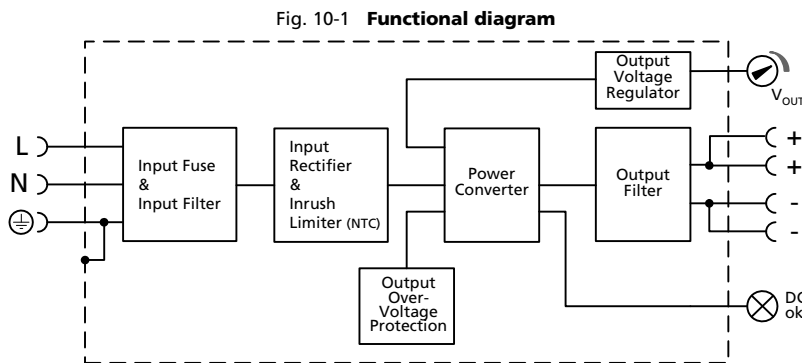 Fig. 10-1 Functional diagram
Output
Voltage
Regulator
V OUT
L
N
Input Fuse
&
Input Filter
Input
Rectifier
&
Inrush
Limiter (NTC)
Power
Converter
Output
Filter
+
+
-
-
Output
Over-
Voltage
Protection
DC
ok